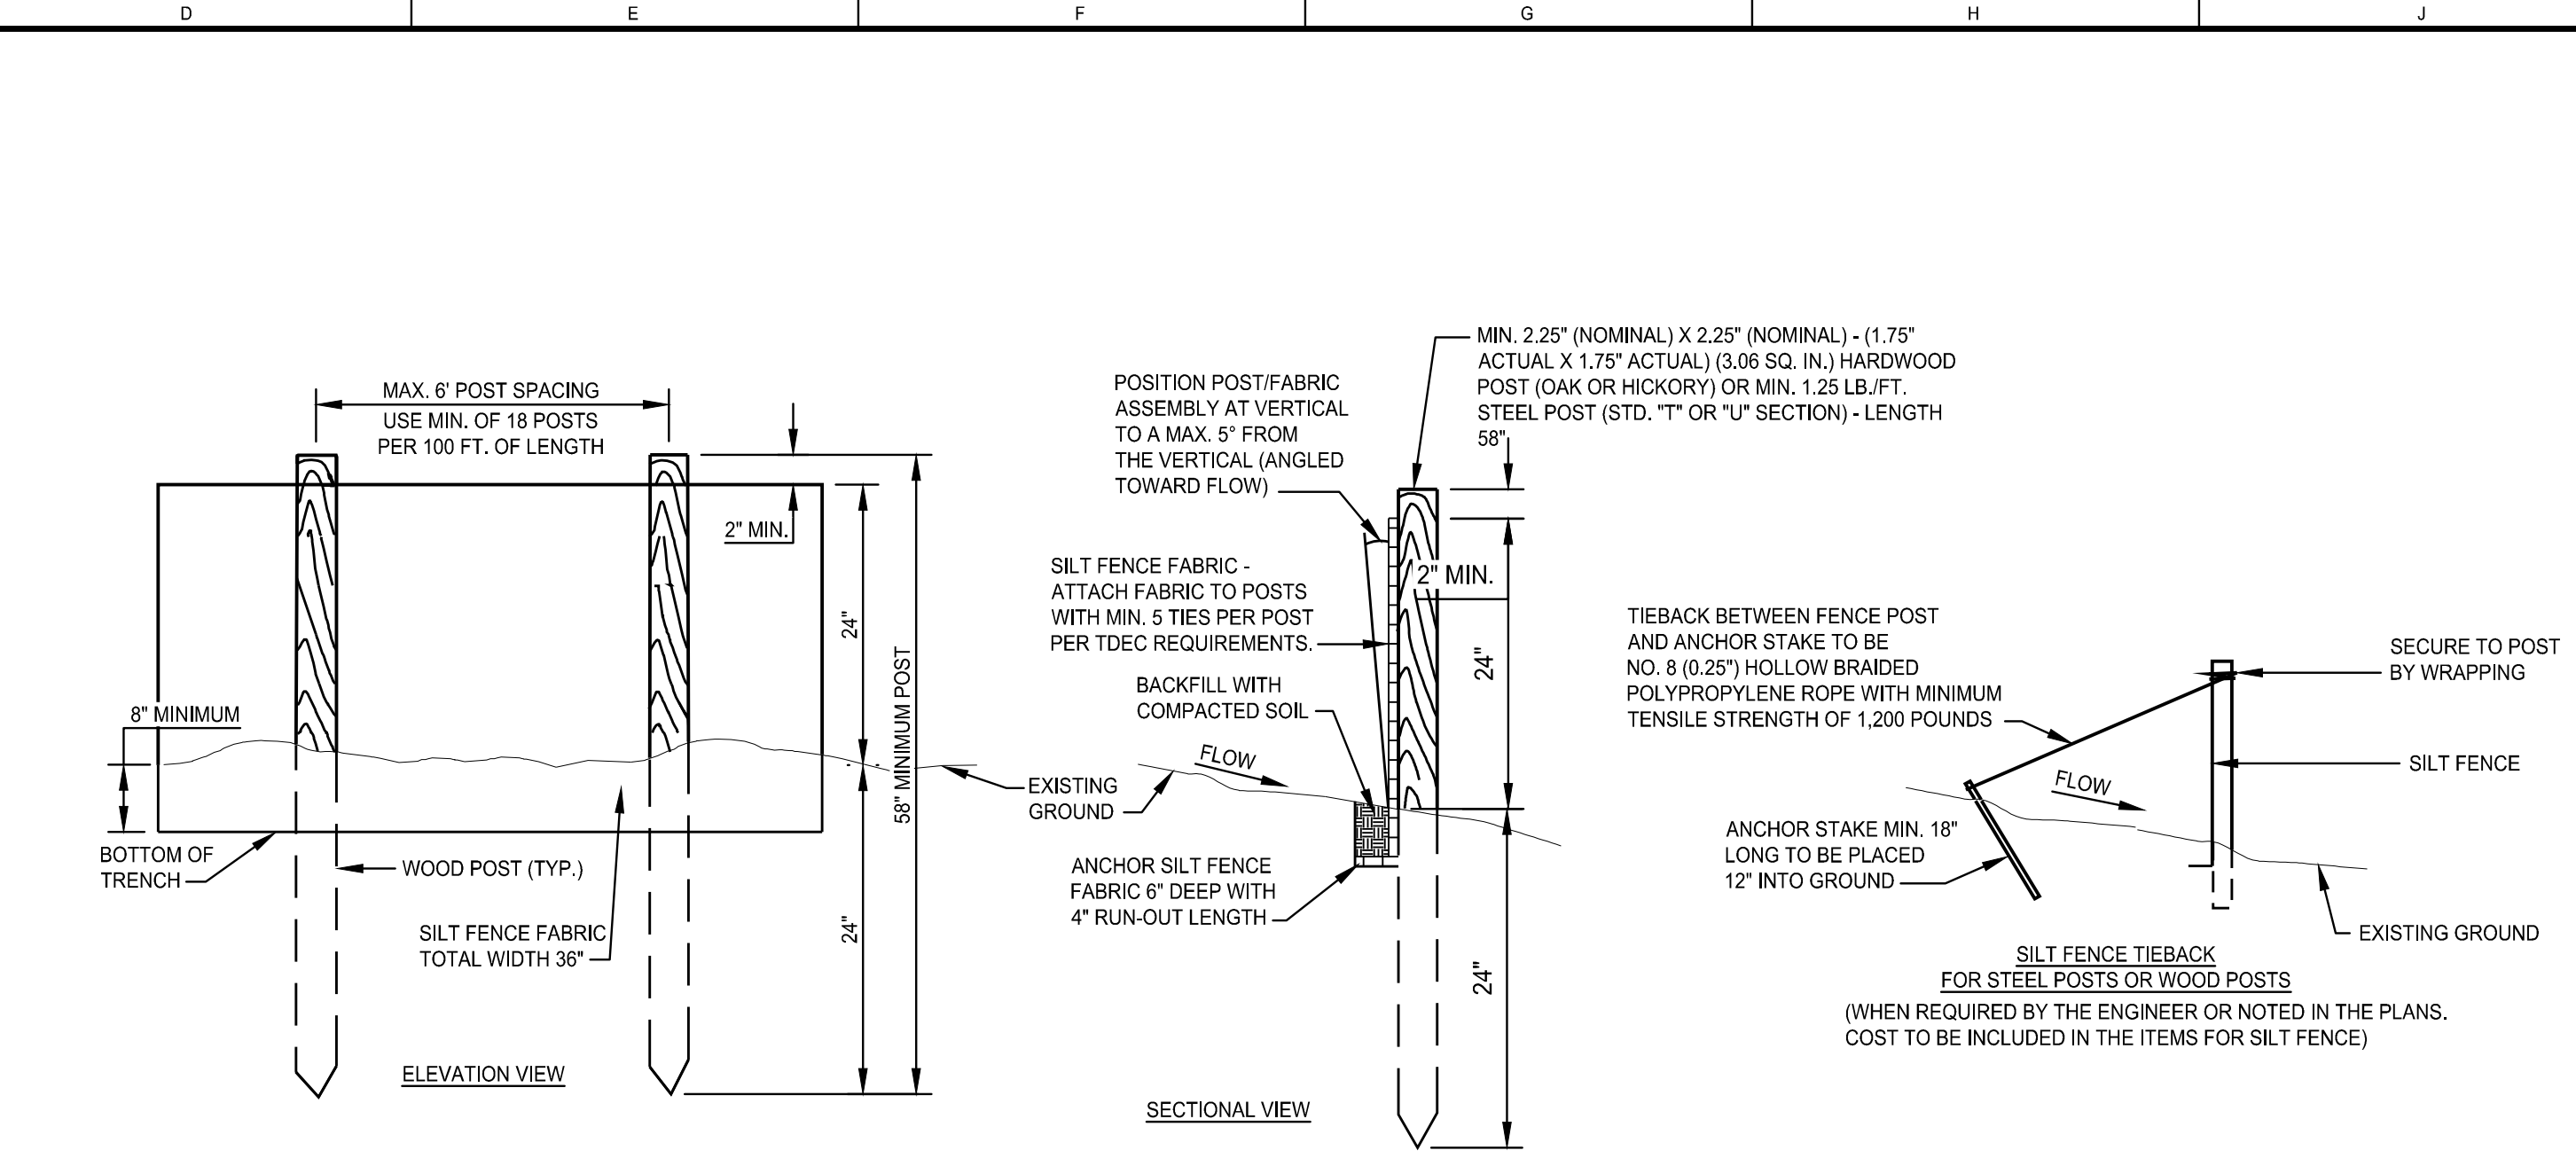 D
E
F
G
H
J
MAX. 6' POST SPACING
USE MIN. OF 18 POSTS
PER 100 FT. OF LENGTH
2" MIN.
24"
58" MINIMUM POST
8" MINIMUM
24"
BOTTOM OF
TRENCH
WOOD POST (TYP.)
SILT FENCE FABRIC
TOTAL WIDTH 36"
EXISTING
GROUND
ELEVATION VIEW
MIN. 2.25" (NOMINAL) X 2.25" (NOMINAL) - (1.75"
ACTUAL X 1.75" ACTUAL) (3.06 SQ. IN.) HARDWOOD
POST (OAK OR HICKORY) OR MIN. 1.25 LB./FT.
STEEL POST (STD. "T" OR "U" SECTION) - LENGTH
58"
POSITION POST/FABRIC
ASSEMBLY AT VERTICAL
TO A MAX. 5° FROM
THE VERTICAL (ANGLED
TOWARD FLOW)
2" MIN.
SILT FENCE FABRIC -
ATTACH FABRIC TO POSTS
WITH MIN. 5 TIES PER POST
PER TDEC REQUIREMENTS.
24"
BACKFILL WITH
COMPACTED SOIL
FLOW
ANCHOR SILT FENCE
FABRIC 6" DEEP WITH
4" RUN-OUT LENGTH
24"
SECTIONAL VIEW
TIEBACK BETWEEN FENCE POST
AND ANCHOR STAKE TO BE
NO. 8 (0.25") HOLLOW BRAIDED
POLYPROPYLENE ROPE WITH MINIMUM
TENSILE STRENGTH OF 1,200 POUNDS
SECURE TO POST
BY WRAPPING
SILT FENCE
FLOW
ANCHOR STAKE MIN. 18"
LONG TO BE PLACED
12" INTO GROUND
EXISTING GROUND
SILT FENCE TIEBACK
FOR STEEL POSTS OR WOOD POSTS
(WHEN REQUIRED BY THE ENGINEER OR NOTED IN THE PLANS.
COST TO BE INCLUDED IN THE ITEMS FOR SILT FENCE)